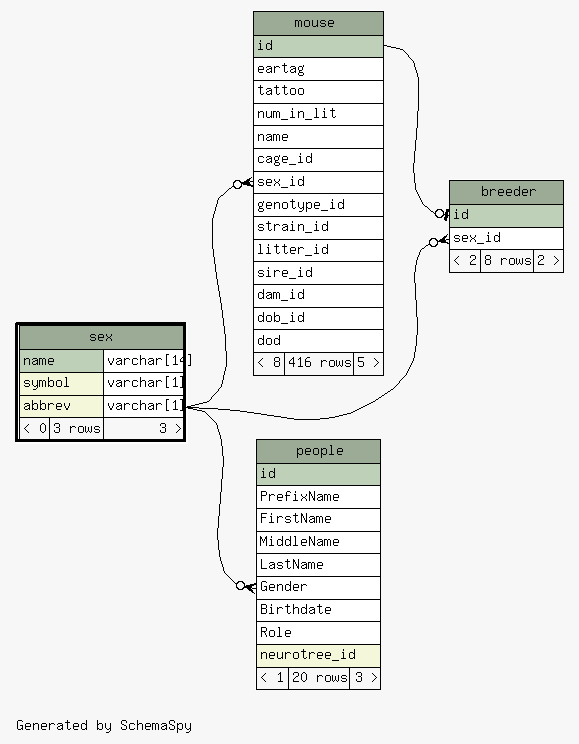 mouse
id
eartag
tattoo
num_in_lit
name
cage_id
sex_id
genotype_id
strain_id
litter_id
sire_id
dam_id
dob_id
dod
< 8 416 rows 5 >
breeder
id
sex_id
< 2 8 rows 2 >
sex
name varchar[14]
symbol varchar[1]
abbrev varchar[1]
< 0 3 rows 3 >
people
id
PrefixName
FirstName
MiddleName
LastName
Gender
Birthdate
Role
neurotree_id
< 1 20 rows 3 >
Generated by SchemaSpy